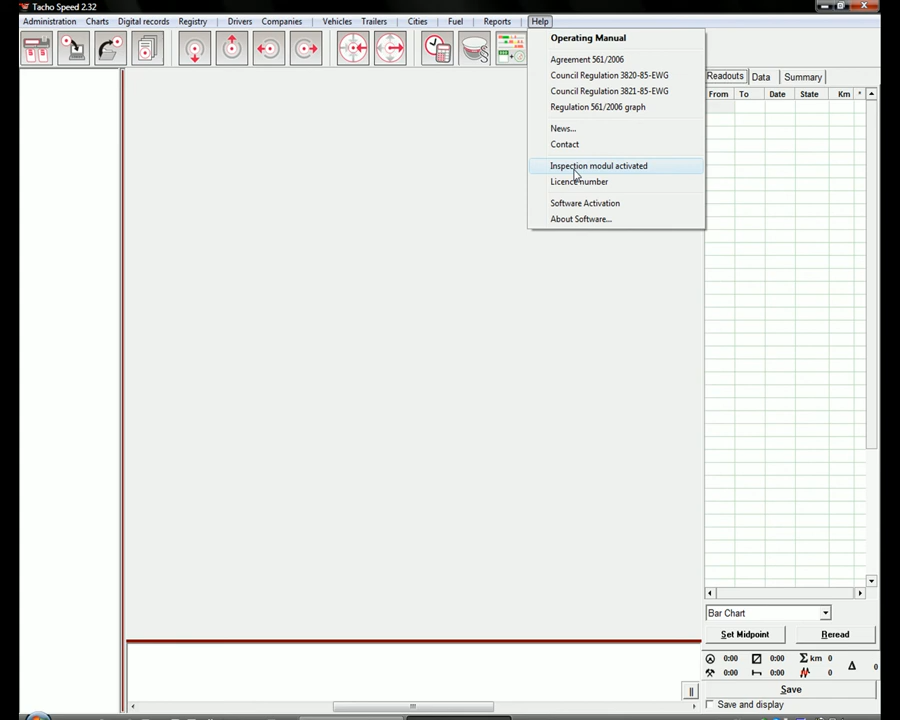 Tacho Speed 2.32
Administration Charts Digital records Registry Drivers Companies Vehicles Trailers Cities Fuel Reports Help
Operating Manual
Agreement 561/2006
Council Regulation 3820-85-EWG
Council Regulation 3821-85-EWG
Regulation 561/2006 graph
News...
Contact
Inspection modul activated
Licence number
Software Activation
About Software...
Readouts Data Summary
From To Date State Km *
Bar Chart
Set Midpoint Reread
0:00 0:00 Σ km 0
0:00 0:00 0 Δ 0
Save
Save and display